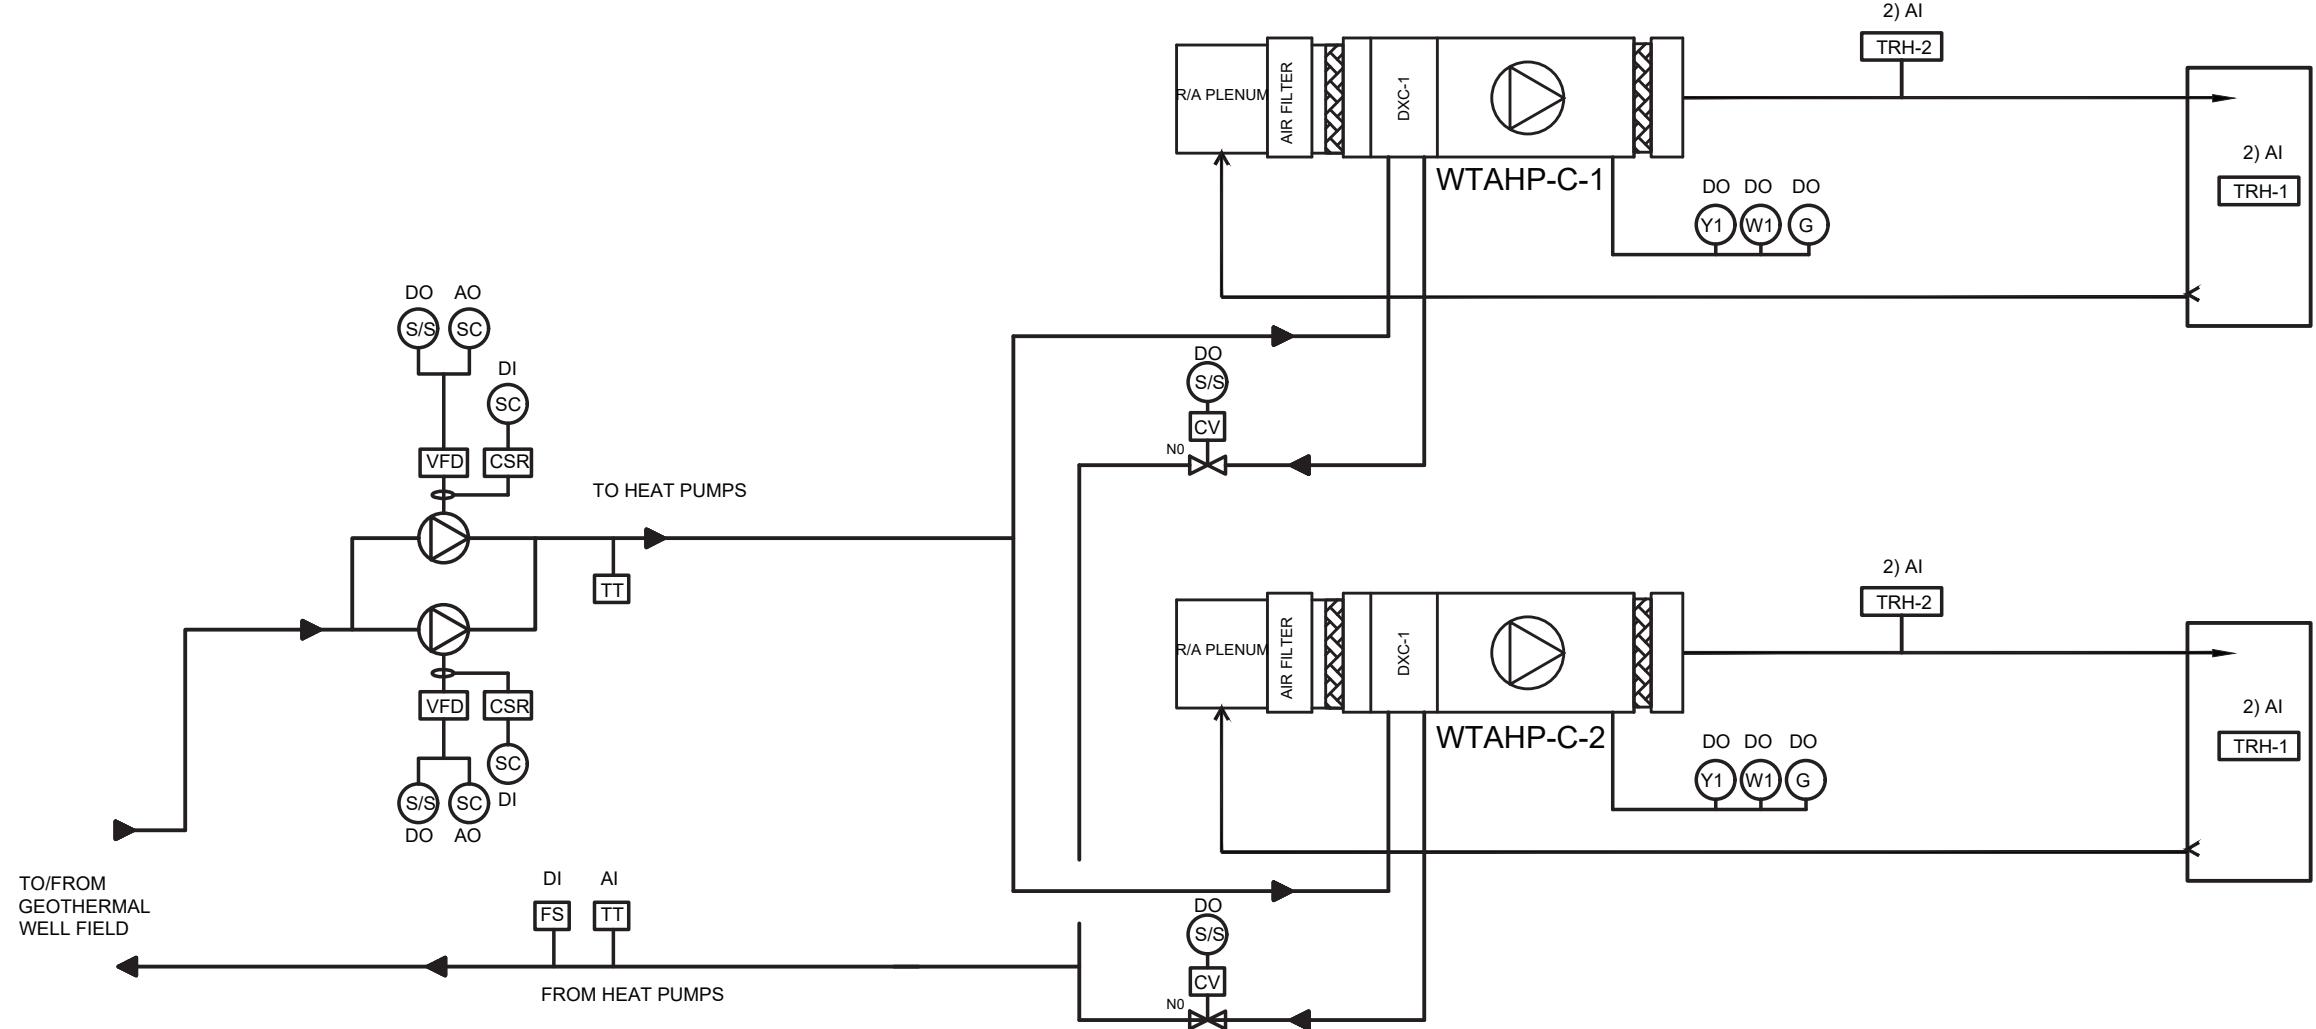 2) AI
TRH-2
R/A PLENUM
AIR FILTER
DXC-1
2) AI
TRH-1
WTAHP-C-1
DO DO DO
Y1 W1 G
DO AO
S/S SC
DI
SC
VFD CSR
DO
S/S
CV
N0
TO HEAT PUMPS
TT
2) AI
TRH-2
R/A PLENUM
AIR FILTER
DXC-1
2) AI
TRH-1
WTAHP-C-2
DO DO DO
Y1 W1 G
VFD CSR
SC
DI
S/S SC
DO AO
TO/FROM
GEOTHERMAL
WELL FIELD
DI AI
FS TT
FROM HEAT PUMPS
DO
S/S
CV
N0